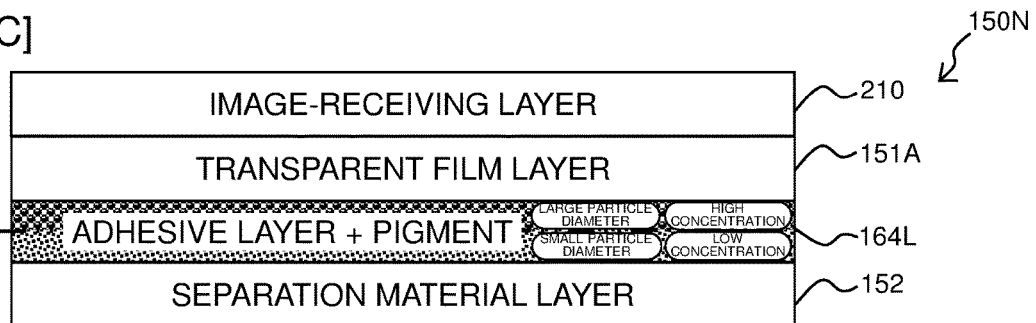 C]
150N
IMAGE-RECEIVING LAYER
210
TRANSPARENT FILM LAYER
151A
ADHESIVE LAYER + PIGMENT
LARGE PARTICLE
DIAMETER
HIGH
CONCENTRATION
SMALL PARTICLE
DIAMETER
LOW
CONCENTRATION
164L
SEPARATION MATERIAL LAYER
152